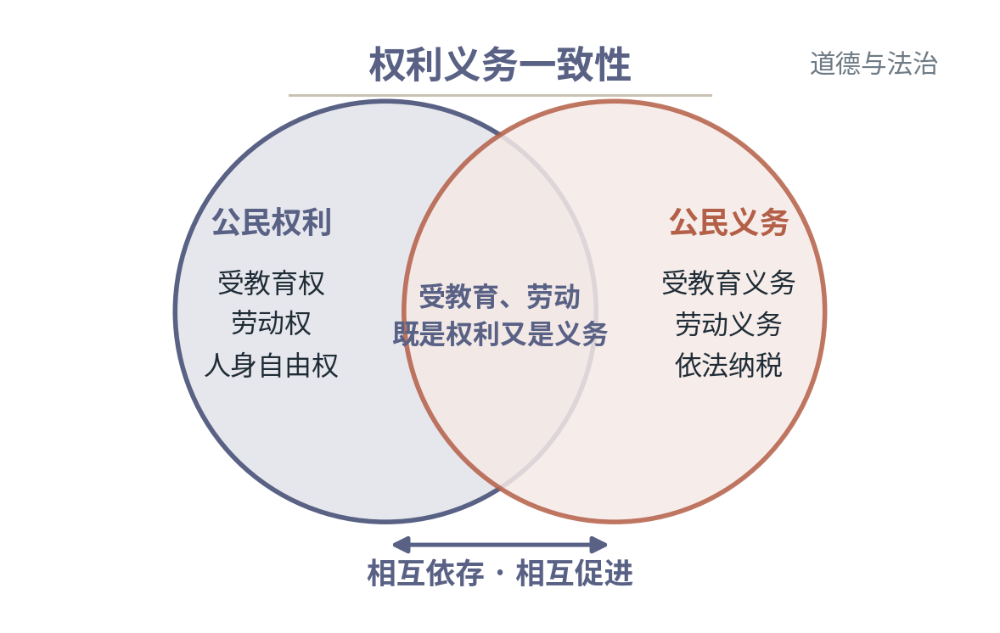 权利义务一致性
道德与法治
公民权利
受教育权
劳动权
人身自由权
受教育、劳动
既是权利又是义务
公民义务
受教育义务
劳动义务
依法纳税
相互依存 · 相互促进